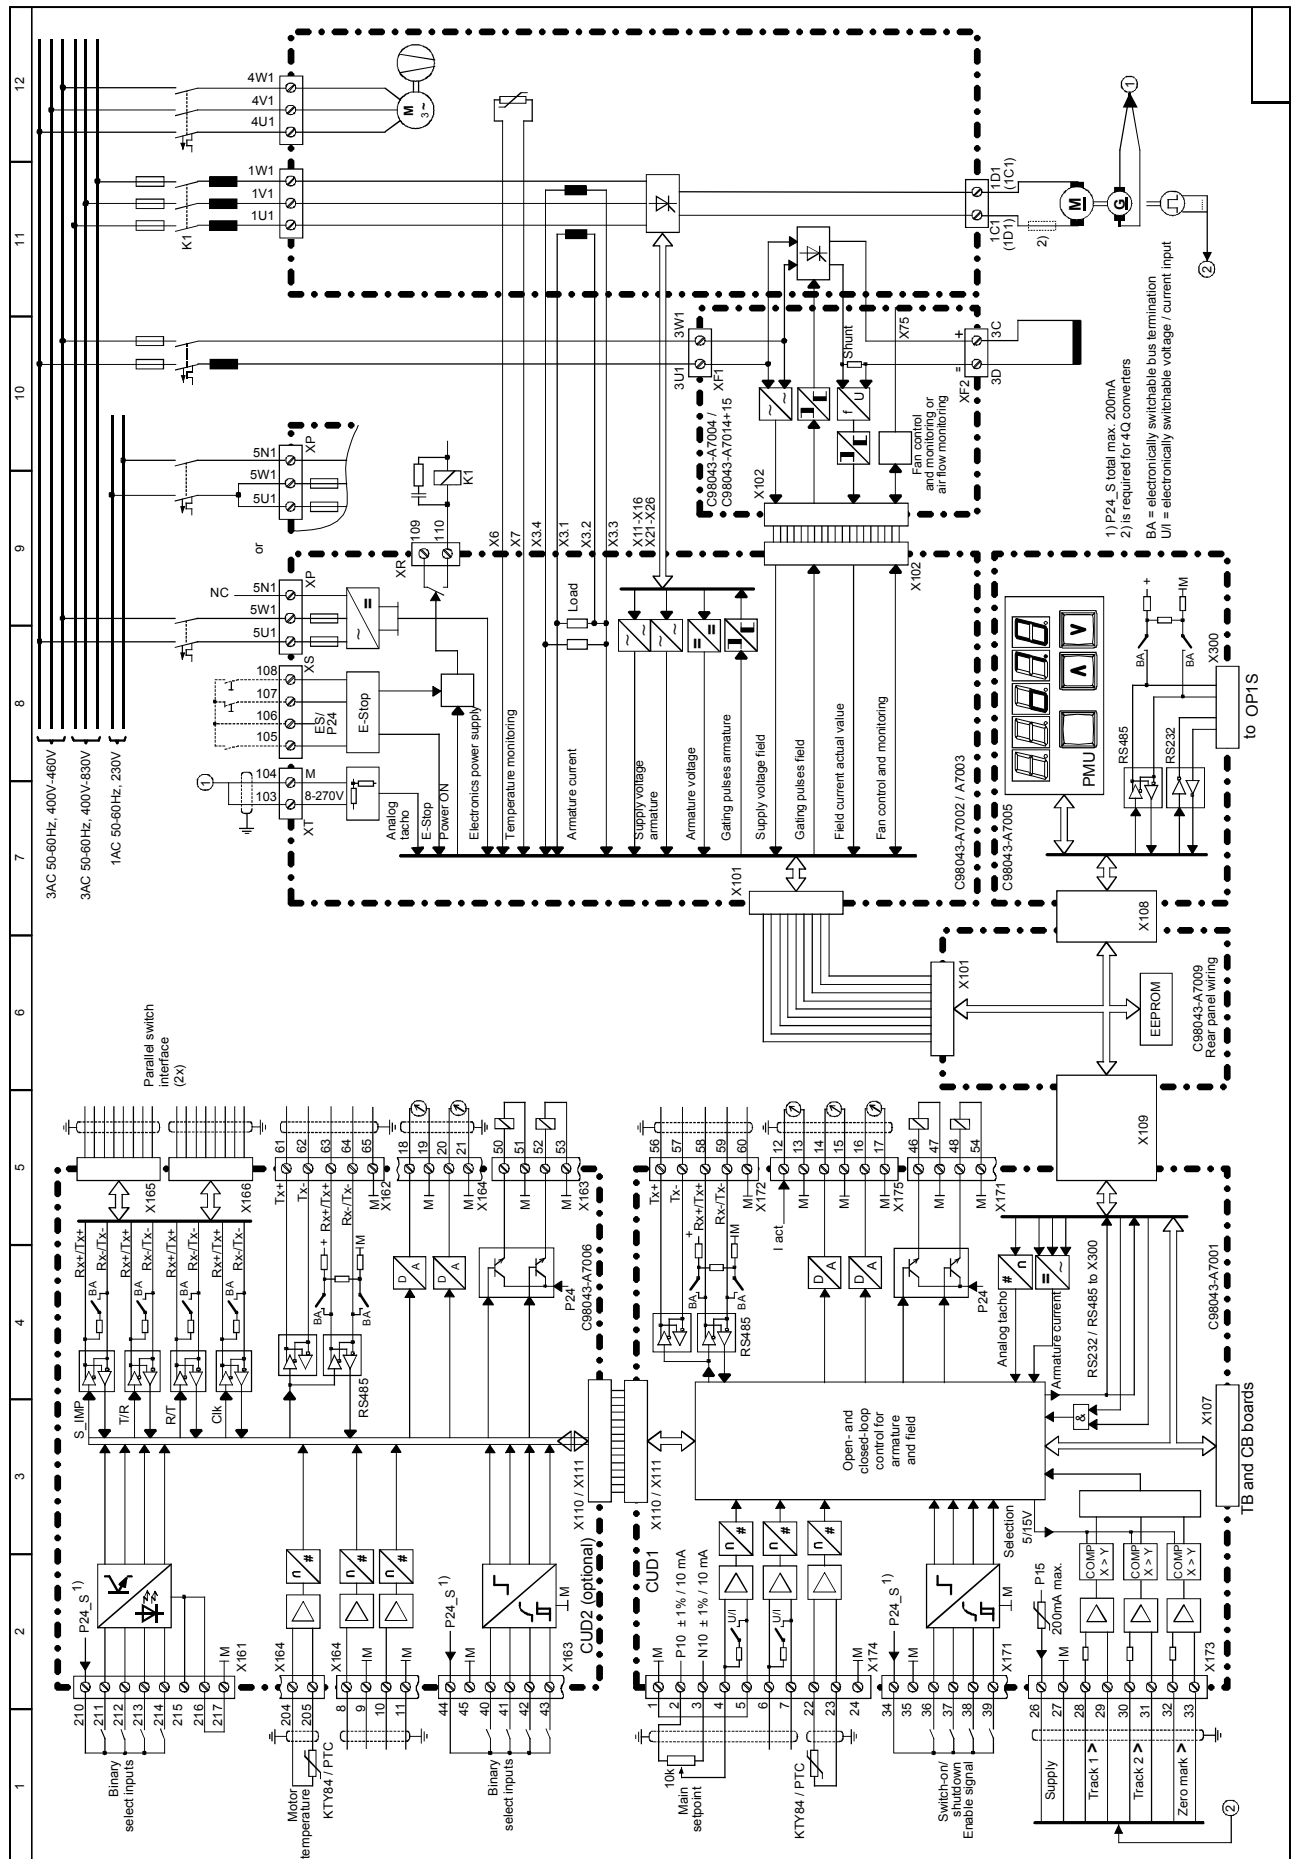 12
11
10
9
8
7
6
5
4
3
2
1
3AC 50-60Hz, 400V-460V
3AC 50-60Hz, 400V-830V
1AC 50-60Hz, 230V
4W1
4V1
4U1
M
3 ~
1W1
1V1
1U1
K1
1D1
(1C1)
1C1
(1D1)
2)
M
G
1
2
3W1
3U1
XF1
C98043-A7004 /
C98043-A7014+15
X102
Shunt
f
U
X75
Fan control
and monitoring or
air flow monitoring
XF2
+
=
3C
3D
1) P24_S total max. 200mA
2) is required for 4Q converters
BA = electronically switchable bus termination
U/I = electronically switchable voltage / current input
5N1
5W1
5U1
XP
or
NC
5N1
5W1
5U1
XP
XR
109
110
K1
X6
X7
X3.4
X3.1
X3.2
X3.3
X11-X16
X21-X26
Load
X102
XS
108
107
106
105
ES/
P24
E-Stop
1
104
103
XT
M
8-270V
Analog
tacho
E-Stop
Power ON
Electronics power supply
Temperature monitoring
Armature current
Supply voltage
armature
Armature voltage
Gating pulses armature
Supply voltage field
Gating pulses field
Field current actual value
Fan control and monitoring
X101
C98043-A7002 / A7003
C98043-A7005
PMU
RS485
RS232
BA
BA
+
M
X300
to OP1S
X108
X101
EEPROM
C98043-A7009
Rear panel wiring
X109
Parallel switch
interface
(2x)
X165
X166
S_IMP
T/R
R/T
Clk
Rx+/Tx+
Rx-/Tx-
Rx+/Tx+
Rx-/Tx-
Rx+/Tx+
Rx-/Tx-
Rx+/Tx+
Rx-/Tx-
BA
BA
BA
BA
61
62
63
64
65
Tx+
Tx-
Rx+/Tx+
Rx-/Tx-
M
X162
BA
BA
+
M
RS485
18
19
20
21
M
M
X164
D
A
D
A
50
51
52
53
M
M
X163
P24
C98043-A7006
X110 / X111
CUD2 (optional)
210
211
212
213
214
215
216
217
P24_S 1)
M
X161
Binary
select inputs
204
205
X164
Motor
temperature
KTY84 / PTC
n
#
8
9
10
11
X164
M
M
n
#
n
#
44
45
40
41
42
43
P24_S 1)
M
M
X163
Binary
select inputs
X110 / X111
CUD1
56
57
58
59
60
Tx+
Tx-
Rx+/Tx+
Rx-/Tx-
M
X172
BA
BA
+
M
RS485
12
13
14
15
16
17
I act
M
M
M
X175
D
A
D
A
46
47
48
54
M
M
X171
P24
Open- and
closed-loop
control for
armature
and field
Analog tacho
#
n
Armature current
=
~
RS232 / RS485 to X300
&
C98043-A7001
X107
TB and CB boards
1
2
3
4
5
6
7
22
23
24
M
P10 ± 1% / 10 mA
N10 ± 1% / 10 mA
U/I
U/I
n
#
n
#
n
#
M
X174
10k
Main
setpoint
KTY84 / PTC
34
35
36
37
38
39
P24_S 1)
M
M
X171
Switch-on/
shutdown
Enable signal
Selection
5/15V
26
27
28
29
30
31
32
33
P15
200mA max.
M
COMP
X > Y
COMP
X > Y
COMP
X > Y
X173
Supply
Track 1 >
Track 2 >
Zero mark >
2